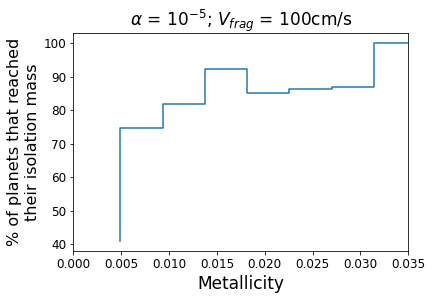 α = 10⁻⁵; V_frag = 100cm/s
% of planets that reached
their isolation mass
100
90
80
70
60
50
40
0.000 0.005 0.010 0.015 0.020 0.025 0.030 0.035
Metallicity